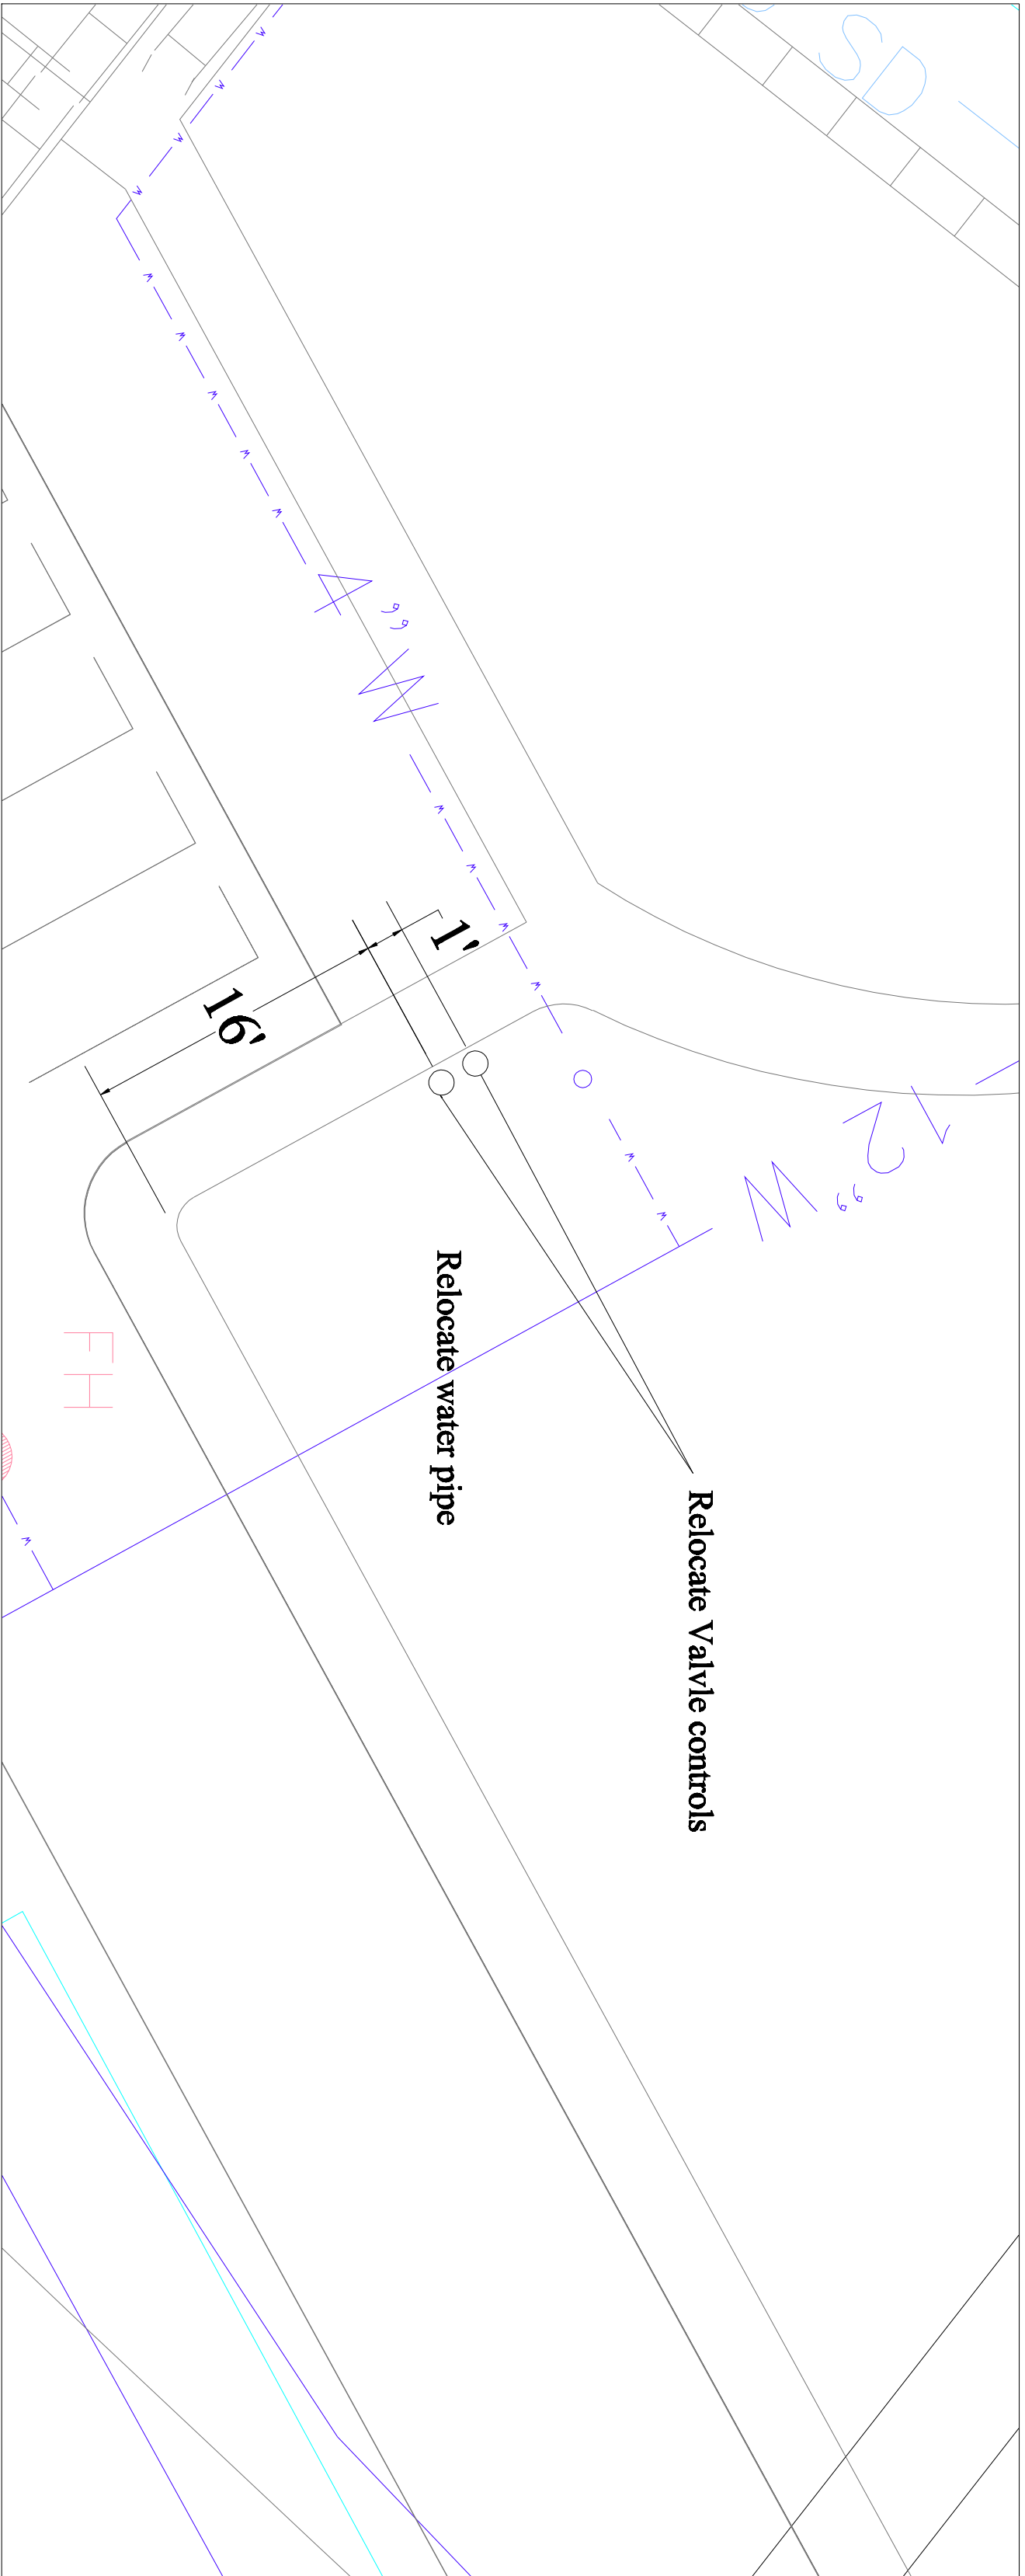 SD
4" W
1'
16'
12" W
Relocate water pipe
Relocate Valvle controls
FH